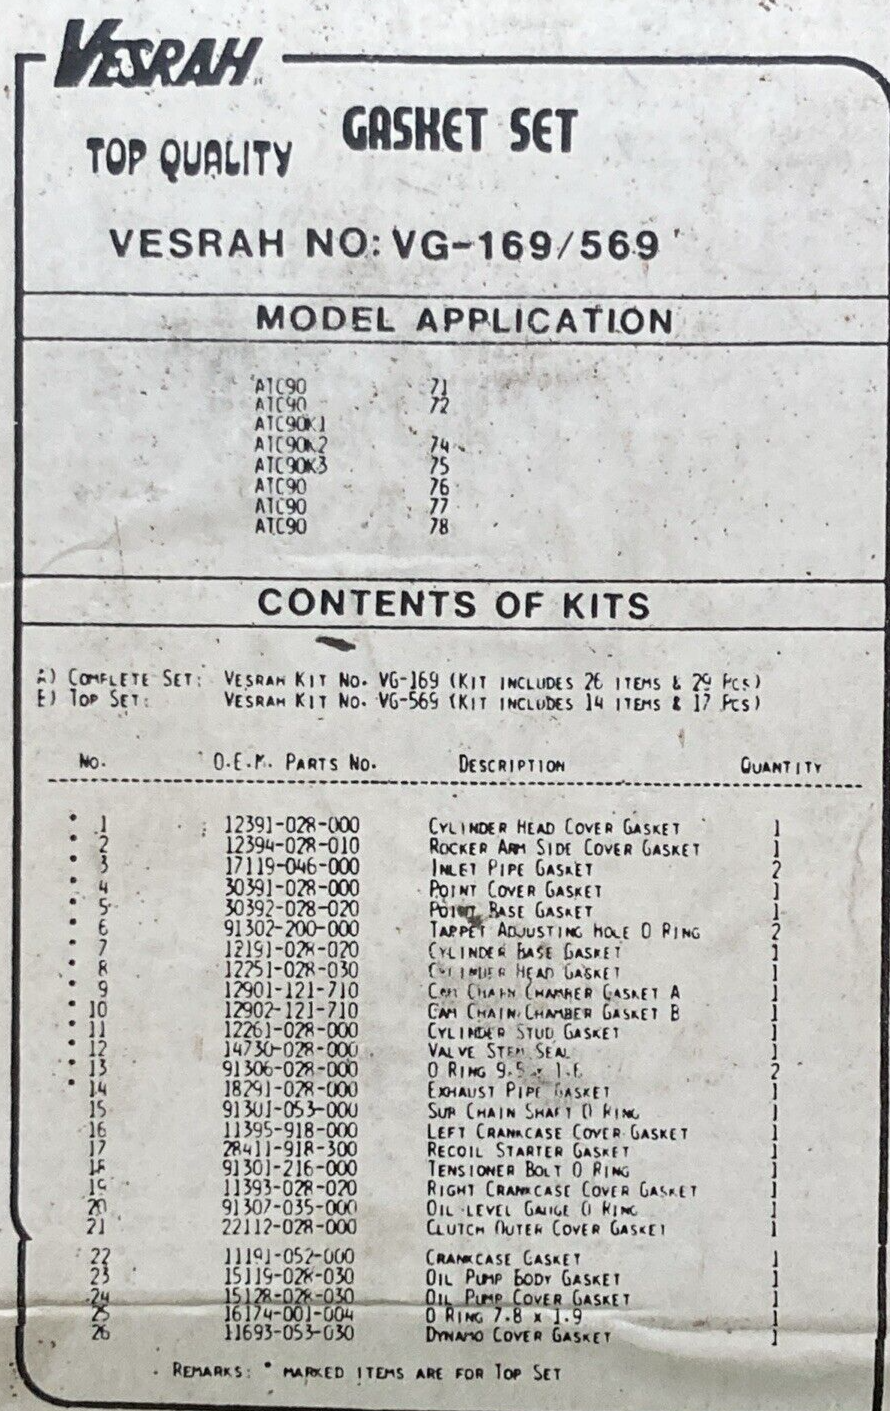 VESRAH
GASKET SET
TOP QUALITY
VESRAH NO: VG-169/569
MODEL APPLICATION
ATC90 71
ATC90 72
ATC90K1
ATC90K2 74
ATC90K3 75
ATC90 76
ATC90 77
ATC90 78
CONTENTS OF KITS
A) COMPLETE SET: VESRAH KIT NO. VG-169 (KIT INCLUDES 26 ITEMS & 29 PCS)
B) TOP SET: VESRAH KIT NO. VG-569 (KIT INCLUDES 14 ITEMS & 17 PCS)
NO. O.E.M. PARTS NO. DESCRIPTION QUANTITY
* 1 12391-028-000 CYLINDER HEAD COVER GASKET 1
* 2 12394-028-010 ROCKER ARM SIDE COVER GASKET 1
* 3 17119-046-000 INLET PIPE GASKET 2
* 4 30391-028-000 POINT COVER GASKET 1
* 5 30392-028-020 POINT BASE GASKET 1
* 6 91302-200-000 TAPPET ADJUSTING HOLE O RING 2
* 7 12191-028-020 CYLINDER BASE GASKET 1
* 8 12251-028-030 CYLINDER HEAD GASKET 1
* 9 12901-121-710 CAM CHAIN CHAMBER GASKET A 1
* 10 12902-121-710 CAM CHAIN CHAMBER GASKET B 1
* 11 12261-028-000 CYLINDER STUD GASKET 1
* 12 14730-028-000 VALVE STEM SEAL 1
* 13 91306-028-000 O RING 9.5 x 1.6 2
* 14 18291-028-000 EXHAUST PIPE GASKET 1
15 91301-053-000 SUB CHAIN SHAFT O RING 1
16 11395-918-000 LEFT CRANKCASE COVER GASKET 1
17 28411-918-300 RECOIL STARTER GASKET 1
18 91301-216-000 TENSIONER BOLT O RING 1
19 11393-028-020 RIGHT CRANKCASE COVER GASKET 1
20 91307-035-000 OIL LEVEL GAUGE O RING 1
21 22112-028-000 CLUTCH OUTER COVER GASKET 1
22 11191-052-000 CRANKCASE GASKET 1
23 15119-028-030 OIL PUMP BODY GASKET 1
24 15128-028-030 OIL PUMP COVER GASKET 1
25 16174-001-004 O RING 7.8 x 1.9 1
26 11693-053-030 DYNAMO COVER GASKET 1
REMARKS: * MARKED ITEMS ARE FOR TOP SET